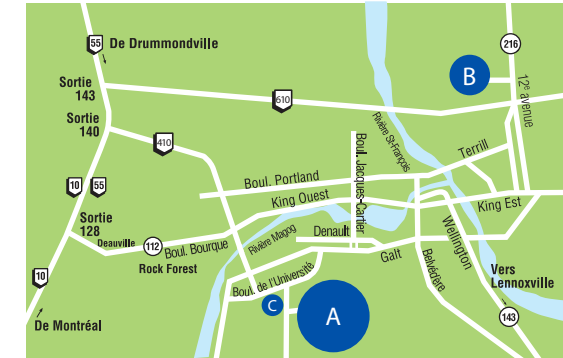 55
De Drummondville
216
B
Sortie
143
610
12e avenue
Sortie
140
410
Rivière St-François
Terrill
Boul. Jacques-Cartier
10
55
Boul. Portland
King Ouest
King Est
Sortie
128
Deauville
112
Boul. Bourque
Rivière Magog
Denault
Wellington
Rock Forest
Galt
Belvédère
10
Boul. de l'Université
Vers
Lennoxville
C
A
143
De Montréal